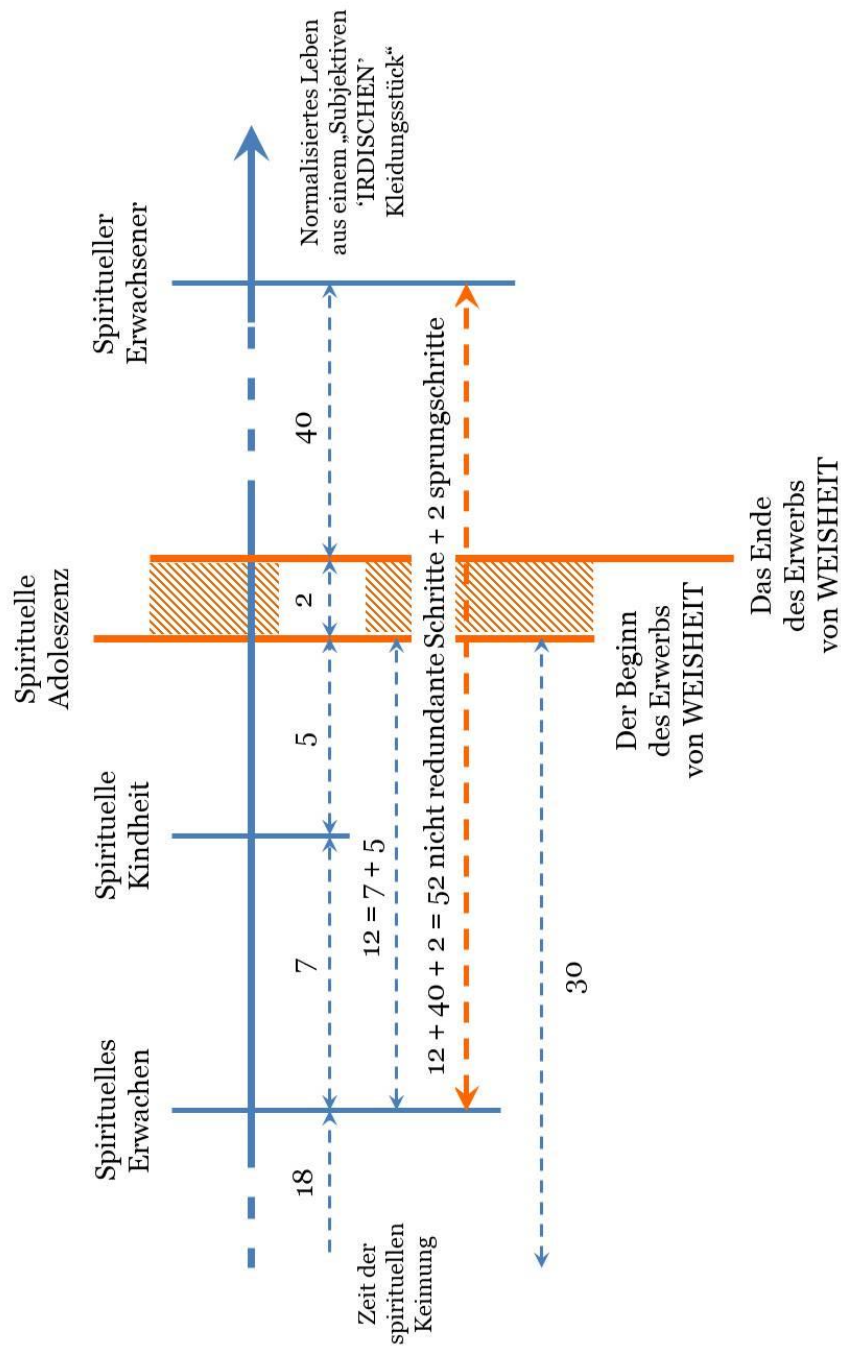 Spirituelles
Erwachen
Spirituelle
Kindheit
Spirituelle
Adoleszenz
Spiritueller
Erwachsener
18
7
5
2
40
Normalisiertes Leben
aus einem „Subjektiven
‘IRDISCHEN’
Kleidungsstück“
Zeit der
spirituellen
Keimung
12 = 7 + 5
12 + 40 + 2 = 52 nicht redundante Schritte + 2 sprungschritte
30
Der Beginn
des Erwerbs
von WEISHEIT
Das Ende
des Erwerbs
von WEISHEIT